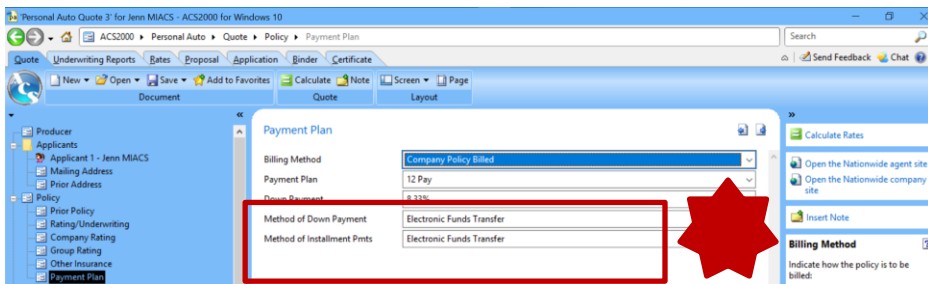 'Personal Auto Quote 3' for Jenn MIACS - ACS2000 for Windows 10
ACS2000 ▸ Personal Auto ▸ Quote ▸ Policy ▸ Payment Plan
Search
Quote Underwriting Reports Rates Proposal Application Binder Certificate
Send Feedback Chat
New Open Save Add to Favorites Calculate Note Screen Page
Document Quote Layout
Producer
Applicants
Applicant 1 - Jenn MIACS
Mailing Address
Prior Address
Policy
Prior Policy
Rating/Underwriting
Company Rating
Group Rating
Other Insurance
Payment Plan
Payment Plan
Billing Method Company Policy Billed
Payment Plan 12 Pay
Down Payment 8.33%
Method of Down Payment Electronic Funds Transfer
Method of Installment Pmts Electronic Funds Transfer
Calculate Rates
Open the Nationwide agent site
Open the Nationwide company
site
Insert Note
Billing Method
Indicate how the policy is to be
billed: